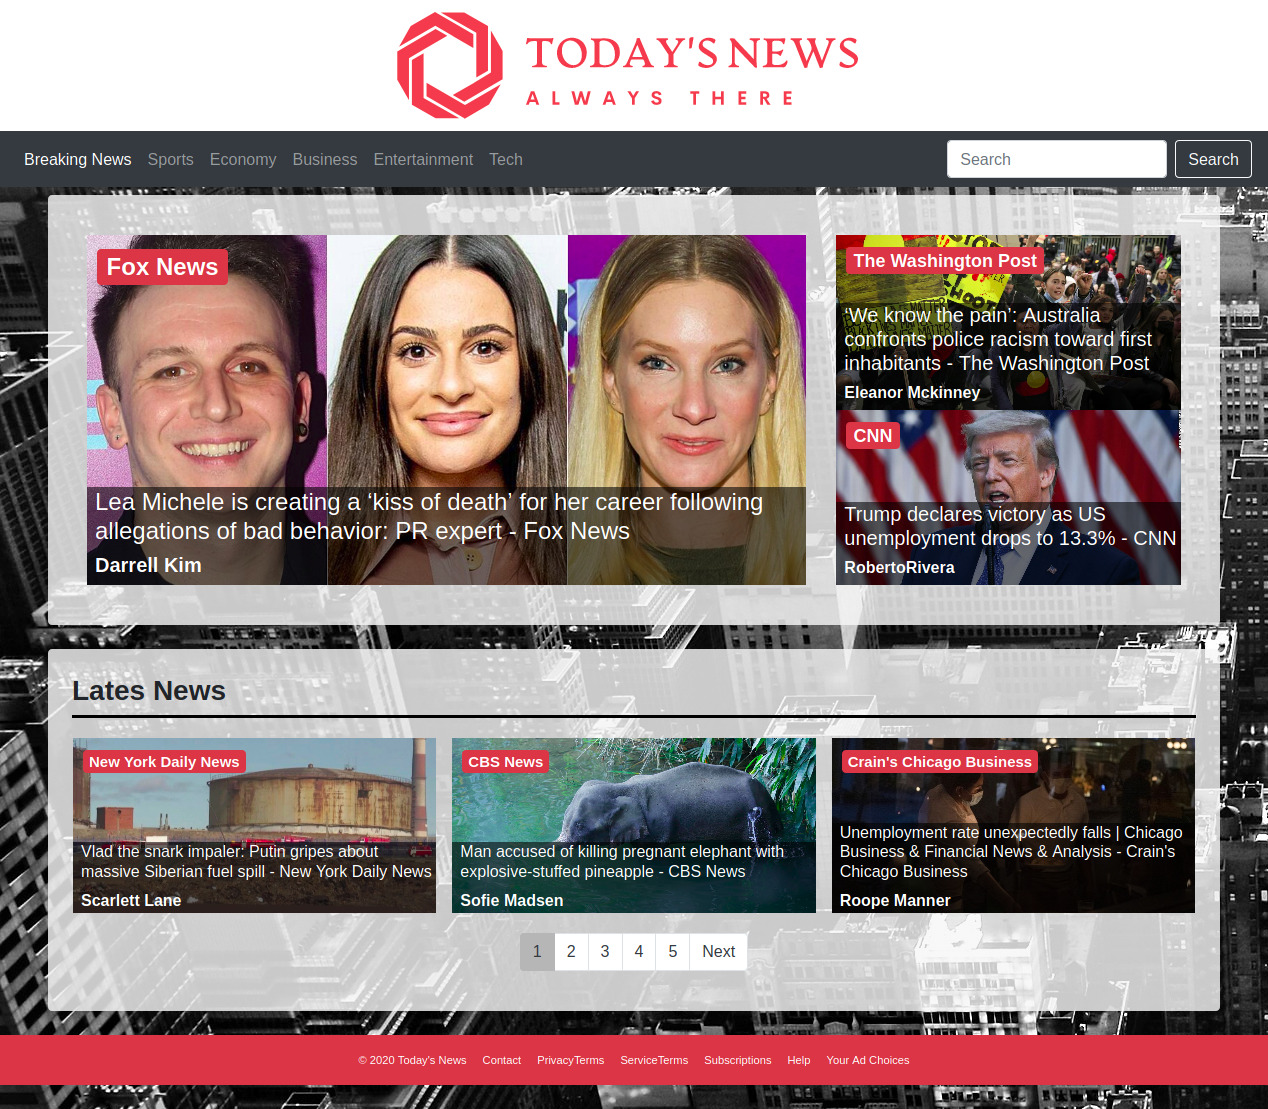 TODAY'S NEWS
ALWAYS THERE
Breaking News Sports Economy Business Entertainment Tech Search Search
Fox News
Lea Michele is creating a ‘kiss of death’ for her career following
allegations of bad behavior: PR expert - Fox News
Darrell Kim
The Washington Post
‘We know the pain’: Australia
confronts police racism toward first
inhabitants - The Washington Post
Eleanor Mckinney
CNN
Trump declares victory as US
unemployment drops to 13.3% - CNN
RobertoRivera
Lates News
New York Daily News
Vlad the snark impaler: Putin gripes about
massive Siberian fuel spill - New York Daily News
Scarlett Lane
CBS News
Man accused of killing pregnant elephant with
explosive-stuffed pineapple - CBS News
Sofie Madsen
Crain's Chicago Business
Unemployment rate unexpectedly falls | Chicago
Business & Financial News & Analysis - Crain's
Chicago Business
Roope Manner
1 2 3 4 5 Next
© 2020 Today's News Contact PrivacyTerms ServiceTerms Subscriptions Help Your Ad Choices